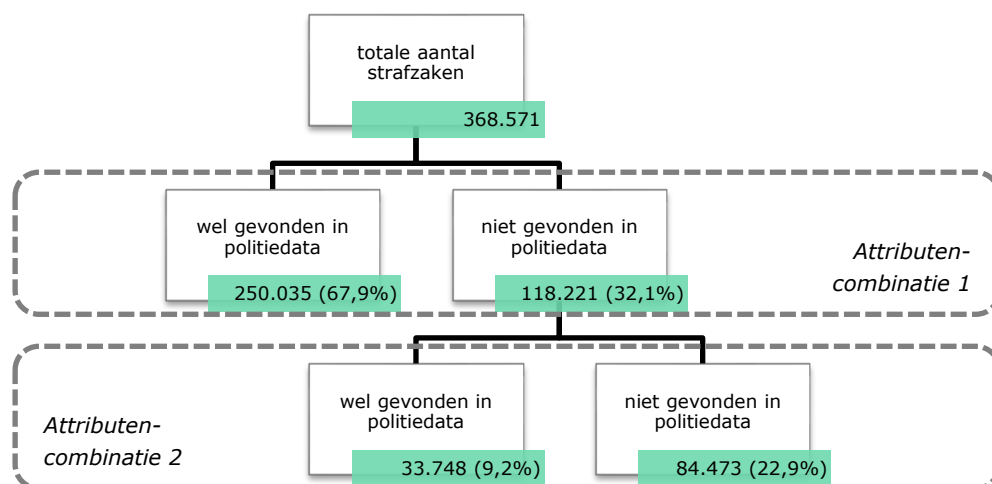 totale aantal
strafzaken
368.571
wel gevonden in
politiedata
250.035 (67,9%)
niet gevonden in
politiedata
118.221 (32,1%)
Attributen-
combinatie 1
Attributen-
combinatie 2
wel gevonden in
politiedata
33.748 (9,2%)
niet gevonden in
politiedata
84.473 (22,9%)